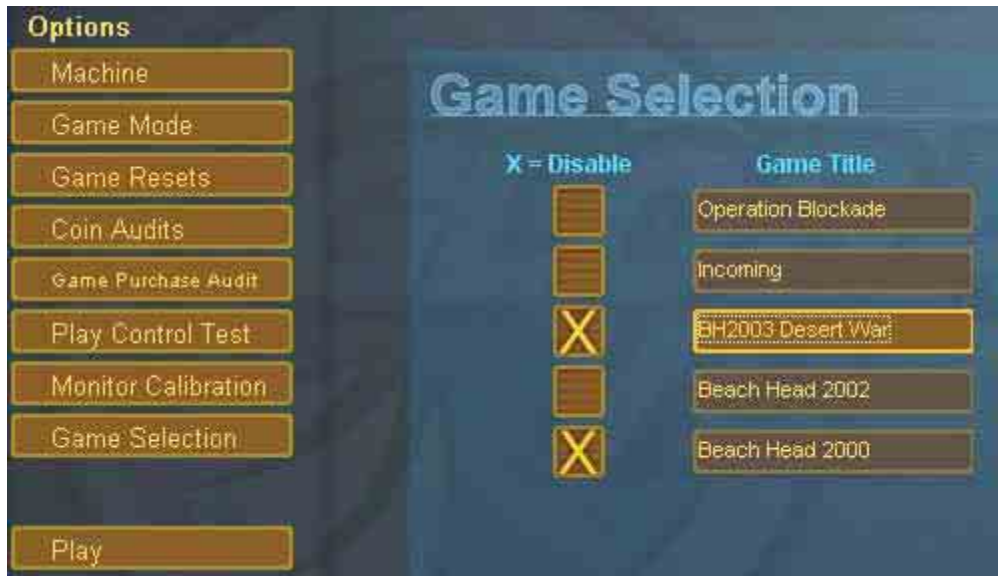 Options
Machine
Game Mode
Game Resets
Coin Audits
Game Purchase Audit
Play Control Test
Monitor Calibration
Game Selection
Play
Game Selection
X = Disable Game Title
Operation Blockade
Incoming
X BH2003 Desert War
Beach Head 2002
X Beach Head 2000